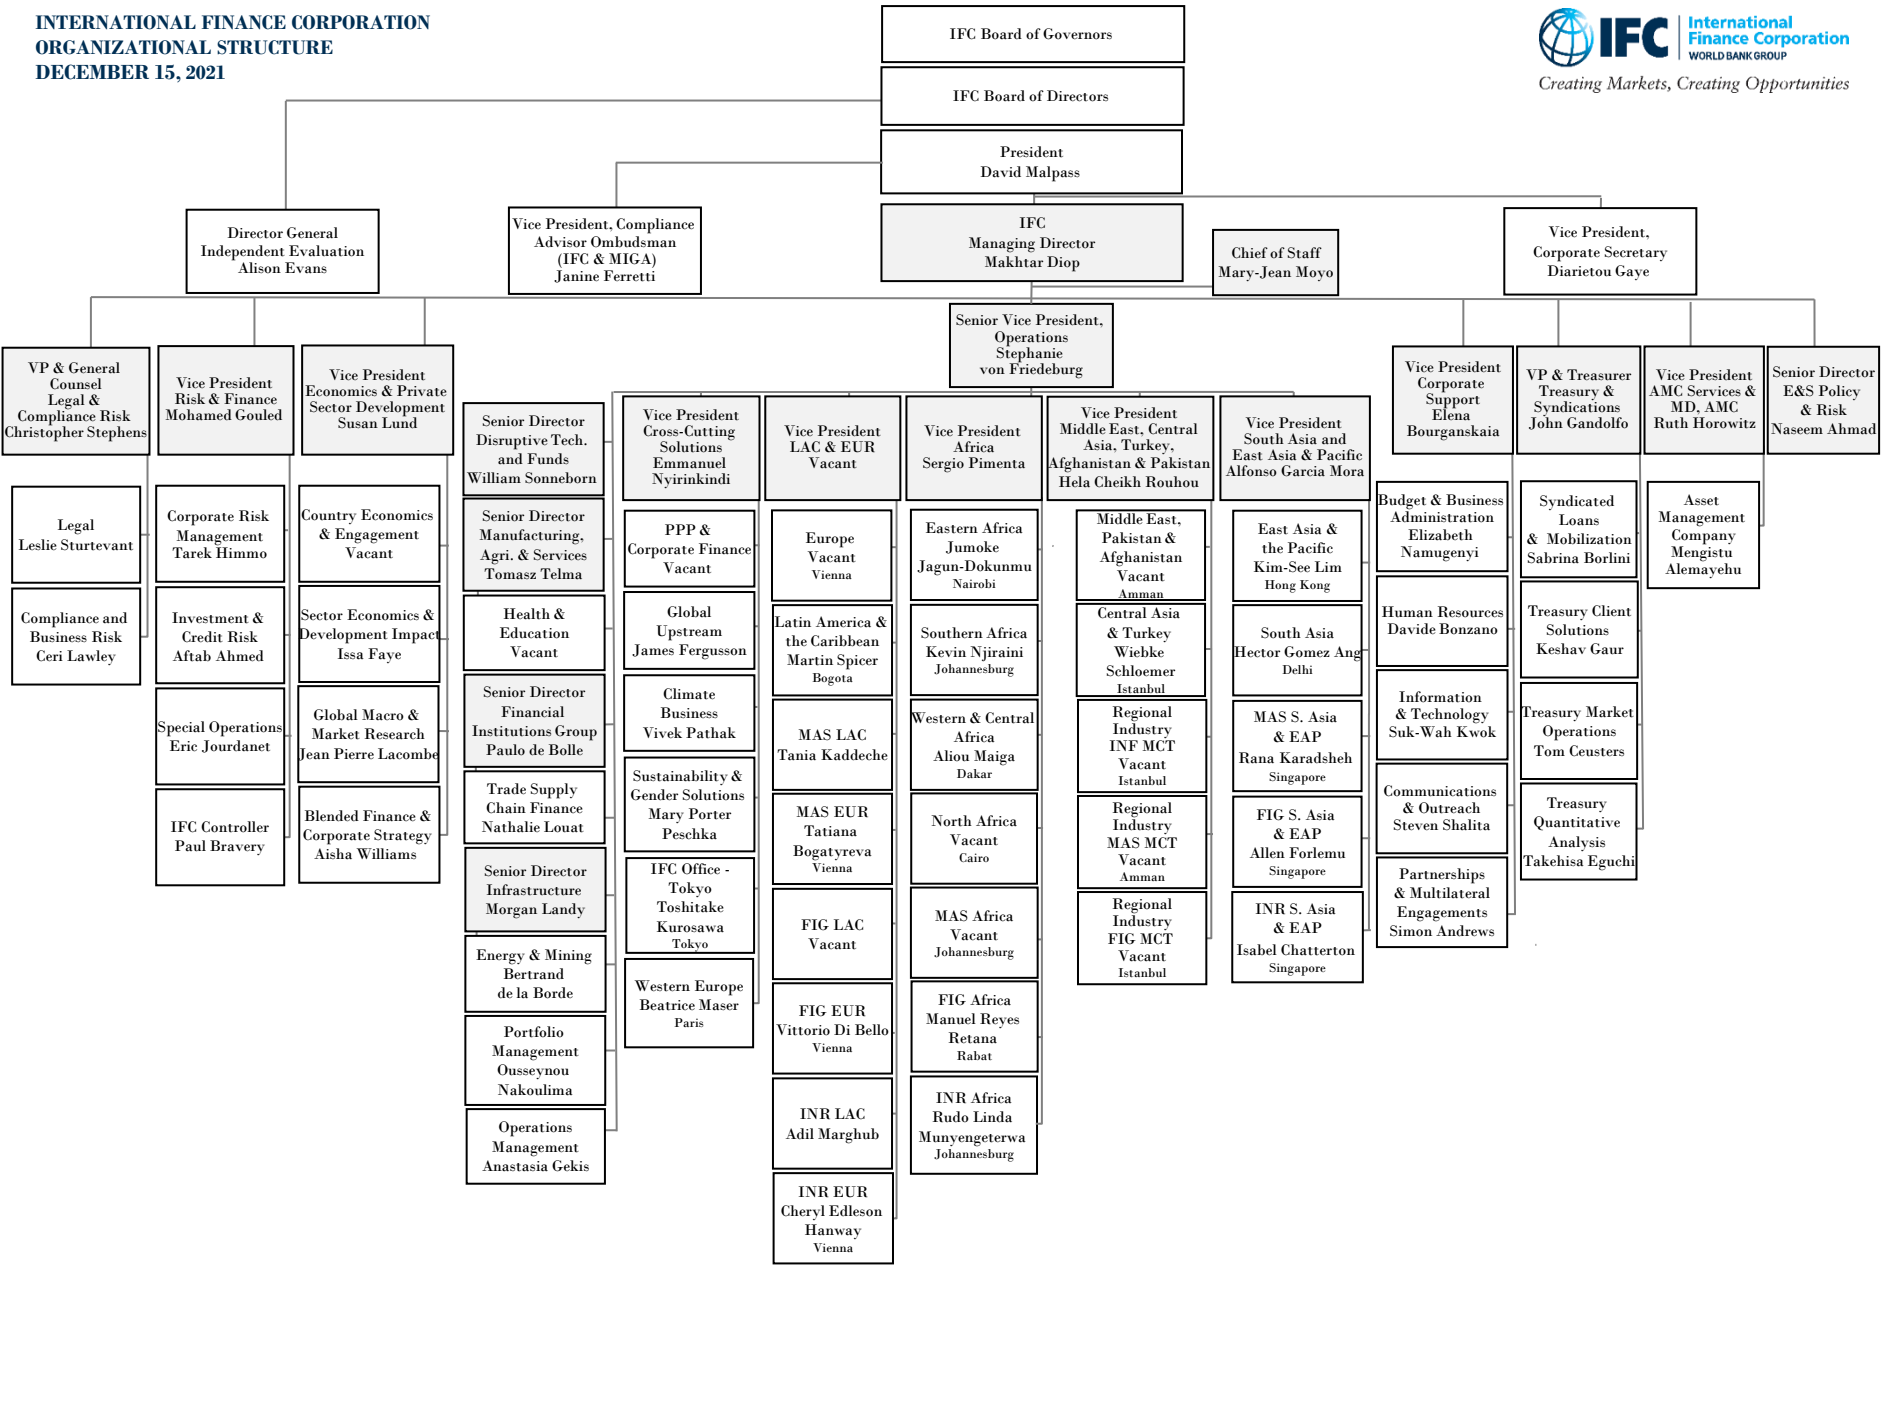 INTERNATIONAL FINANCE CORPORATION
ORGANIZATIONAL STRUCTURE
DECEMBER 15, 2021
IFC
International
Finance Corporation
WORLD BANK GROUP
Creating Markets, Creating Opportunities
IFC Board of Governors
IFC Board of Directors
President
David Malpass
Director General
Independent Evaluation
Alison Evans
Vice President, Compliance
Advisor Ombudsman
(IFC & MIGA)
Janine Ferretti
IFC
Managing Director
Makhtar Diop
Chief of Staff
Mary-Jean Moyo
Vice President,
Corporate Secretary
Diarietou Gaye
Senior Vice President,
Operations
Stephanie
von Friedeburg
VP & General
Counsel
Legal &
Compliance Risk
Christopher Stephens
Legal
Leslie Sturtevant
Compliance and
Business Risk
Ceri Lawley
Vice President
Risk & Finance
Mohamed Gouled
Corporate Risk
Management
Tarek Himmo
Investment &
Credit Risk
Aftab Ahmed
Special Operations
Eric Jourdanet
IFC Controller
Paul Bravery
Vice President
Economics & Private
Sector Development
Susan Lund
Country Economics
& Engagement
Vacant
Sector Economics &
Development Impact
Issa Faye
Global Macro &
Market Research
Jean Pierre Lacombe
Blended Finance &
Corporate Strategy
Aisha Williams
Senior Director
Disruptive Tech.
and Funds
William Sonneborn
Senior Director
Manufacturing,
Agri. & Services
Tomasz Telma
Health &
Education
Vacant
Senior Director
Financial
Institutions Group
Paulo de Bolle
Trade Supply
Chain Finance
Nathalie Louat
Senior Director
Infrastructure
Morgan Landy
Energy & Mining
Bertrand
de la Borde
Portfolio
Management
Ousseynou
Nakoulima
Operations
Management
Anastasia Gekis
Vice President
Cross-Cutting
Solutions
Emmanuel
Nyirinkindi
PPP &
Corporate Finance
Vacant
Global
Upstream
James Fergusson
Climate
Business
Vivek Pathak
Sustainability &
Gender Solutions
Mary Porter
Peschka
IFC Office -
Tokyo
Toshitake
Kurosawa
Tokyo
Western Europe
Beatrice Maser
Paris
Vice President
LAC & EUR
Vacant
Europe
Vacant
Vienna
Latin America &
the Caribbean
Martin Spicer
Bogota
MAS LAC
Tania Kaddeche
MAS EUR
Tatiana
Bogatyreva
Vienna
FIG LAC
Vacant
FIG EUR
Vittorio Di Bello
Vienna
INR LAC
Adil Marghub
INR EUR
Cheryl Edleson
Hanway
Vienna
Vice President
Africa
Sergio Pimenta
Eastern Africa
Jumoke
Jagun-Dokunmu
Nairobi
Southern Africa
Kevin Njiraini
Johannesburg
Western & Central
Africa
Aliou Maiga
Dakar
North Africa
Vacant
Cairo
MAS Africa
Vacant
Johannesburg
FIG Africa
Manuel Reyes
Retana
Rabat
INR Africa
Rudo Linda
Munyengeterwa
Johannesburg
Vice President
Middle East, Central
Asia, Turkey,
Afghanistan & Pakistan
Hela Cheikh Rouhou
Middle East,
Pakistan &
Afghanistan
Vacant
Amman
Central Asia
& Turkey
Wiebke
Schloemer
Istanbul
Regional
Industry
INF MCT
Vacant
Istanbul
Regional
Industry
MAS MCT
Vacant
Amman
Regional
Industry
FIG MCT
Vacant
Istanbul
Vice President
South Asia and
East Asia & Pacific
Alfonso Garcia Mora
East Asia &
the Pacific
Kim-See Lim
Hong Kong
South Asia
Hector Gomez Ang
Delhi
MAS S. Asia
& EAP
Rana Karadsheh
Singapore
FIG S. Asia
& EAP
Allen Forlemu
Singapore
INR S. Asia
& EAP
Isabel Chatterton
Singapore
Vice President
Corporate
Support
Elena
Bourganskaia
Budget & Business
Administration
Elizabeth
Namugenyi
Human Resources
Davide Bonzano
Information
& Technology
Suk-Wah Kwok
Communications
& Outreach
Steven Shalita
Partnerships
& Multilateral
Engagements
Simon Andrews
VP & Treasurer
Treasury &
Syndications
John Gandolfo
Syndicated
Loans
& Mobilization
Sabrina Borlini
Treasury Client
Solutions
Keshav Gaur
Treasury Market
Operations
Tom Ceusters
Treasury
Quantitative
Analysis
Takehisa Eguchi
Vice President
AMC Services &
MD, AMC
Ruth Horowitz
Asset
Management
Company
Mengistu
Alemayehu
Senior Director
E&S Policy
& Risk
Naseem Ahmad